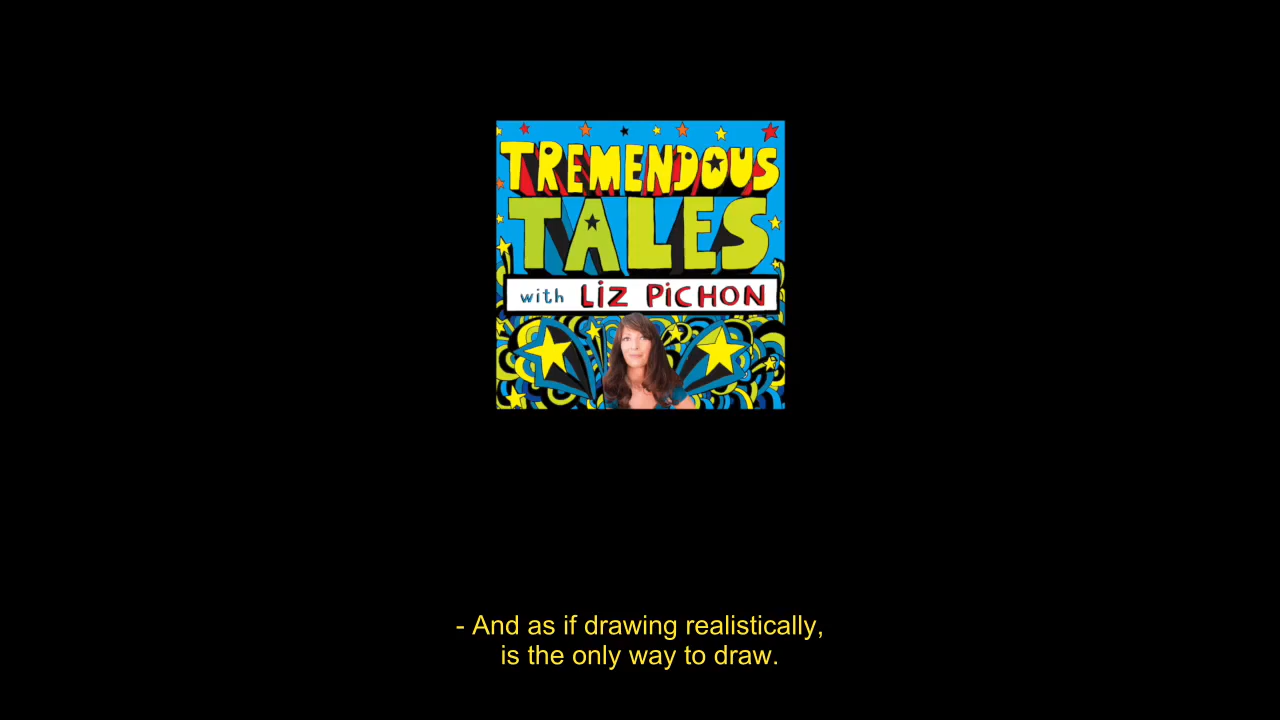 TREMENDOUS
TALES
with LIZ PICHON
- And as if drawing realistically,
is the only way to draw.